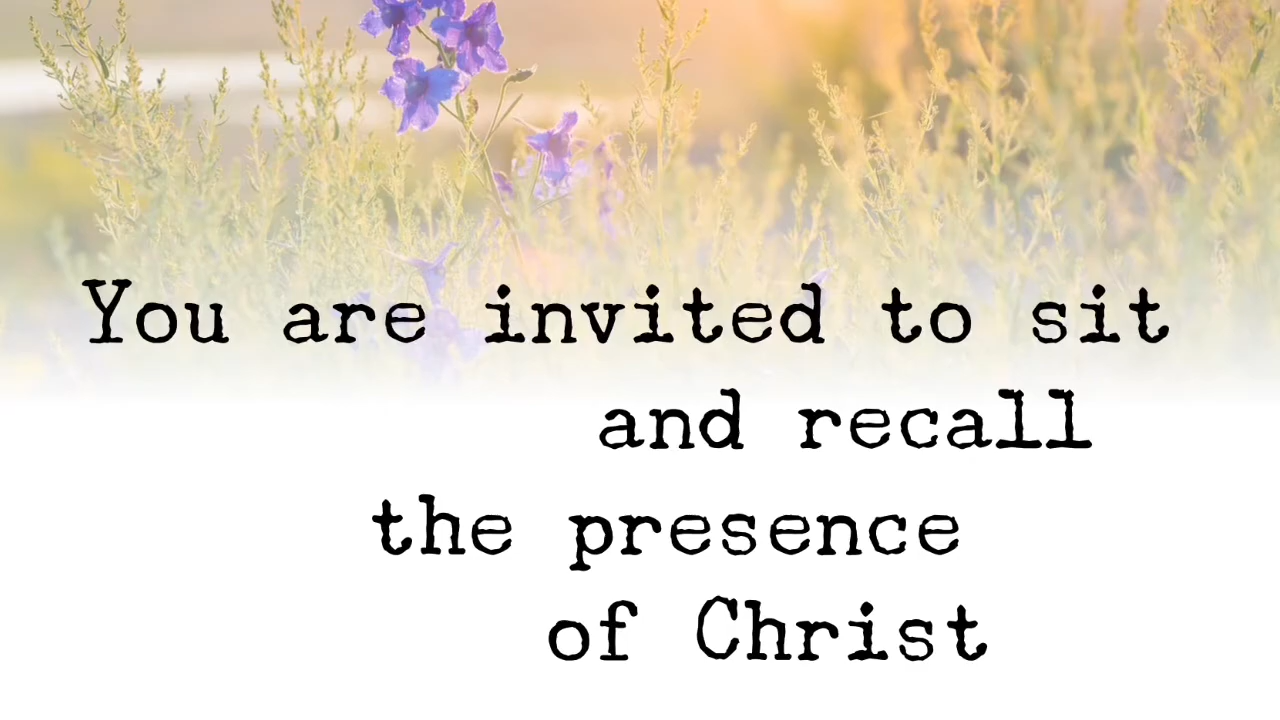 You are invited to sit
and recall
the presence
of Christ